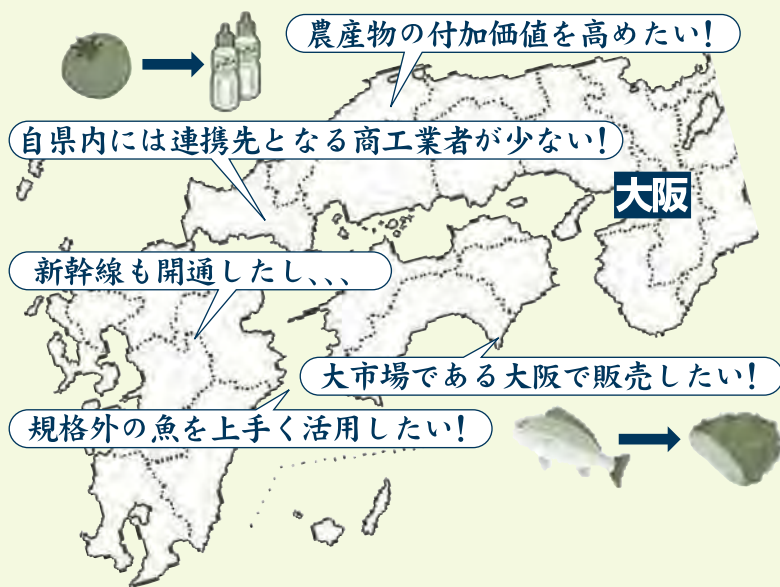 農産物の付加価値を高めたい!
自県内には連携先となる商工業者が少ない!
大阪
新幹線も開通したし、、、
大市場である大阪で販売したい!
規格外の魚を上手く活用したい!